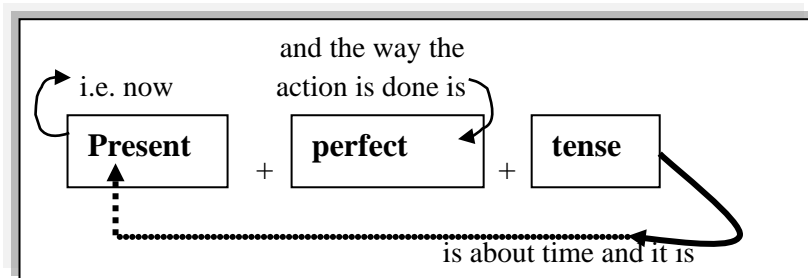 and the way the
i.e. now action is done is
Present + perfect + tense
is about time and it is